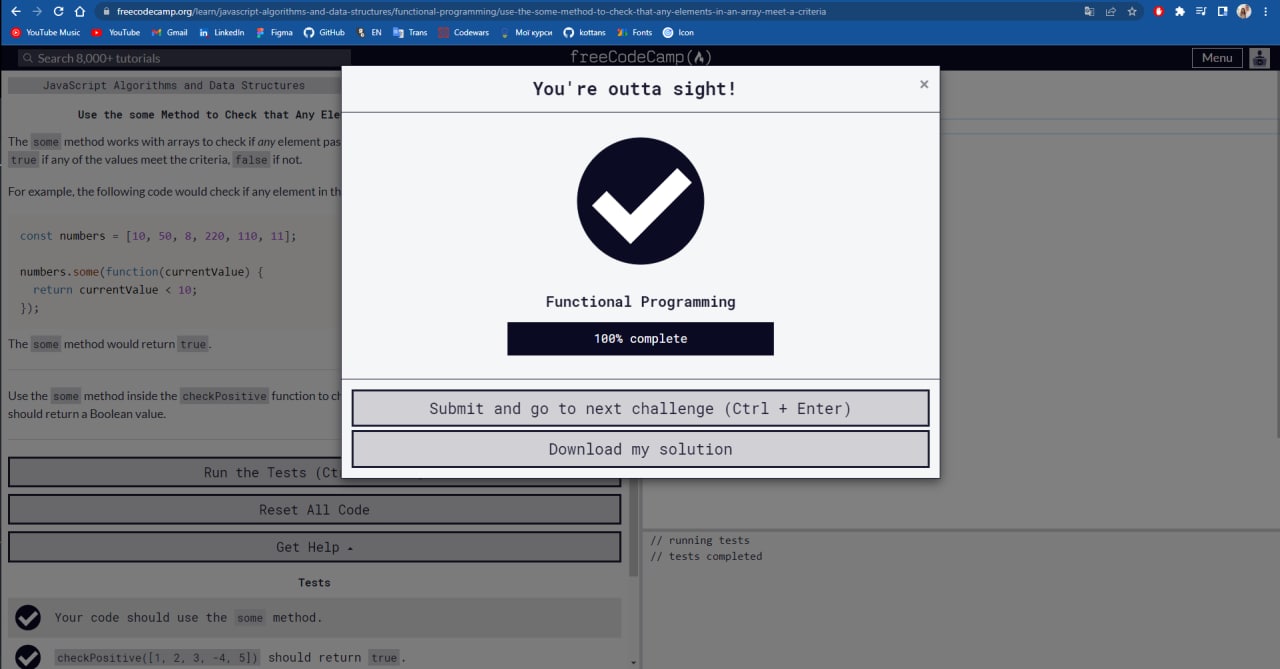 freecodecamp.org/learn/javascript-algorithms-and-data-structures/functional-programming/use-the-some-method-to-check-that-any-elements-in-an-array-meet-a-criteria
YouTube Music YouTube Gmail LinkedIn Figma GitHub EN Trans Codewars Мої курси kottans Fonts Icon
Search 8,000+ tutorials
freeCodeCamp
Menu
JavaScript Algorithms and Data Structures
Use the some Method to Check that Any Ele
The some method works with arrays to check if any element pas
true if any of the values meet the criteria, false if not.
For example, the following code would check if any element in th
const numbers = [10, 50, 8, 220, 110, 11];
numbers.some(function(currentValue) {
return currentValue < 10;
});
The some method would return true.
Use the some method inside the checkPositive function to ch
should return a Boolean value.
Run the Tests (Ct
Reset All Code
Get Help
Tests
Your code should use the some method.
checkPositive([1, 2, 3, -4, 5]) should return true.
You're outta sight!
×
Functional Programming
100% complete
Submit and go to next challenge (Ctrl + Enter)
Download my solution
// running tests
// tests completed